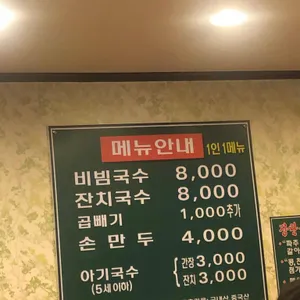 메뉴안내 1인 1메뉴
비빔국수 8,000
잔치국수 8,000
곱빼기 1,000추가
손 만 두 4,000
아기국수 간장 3,000
(5세이하) 잔치 3,000